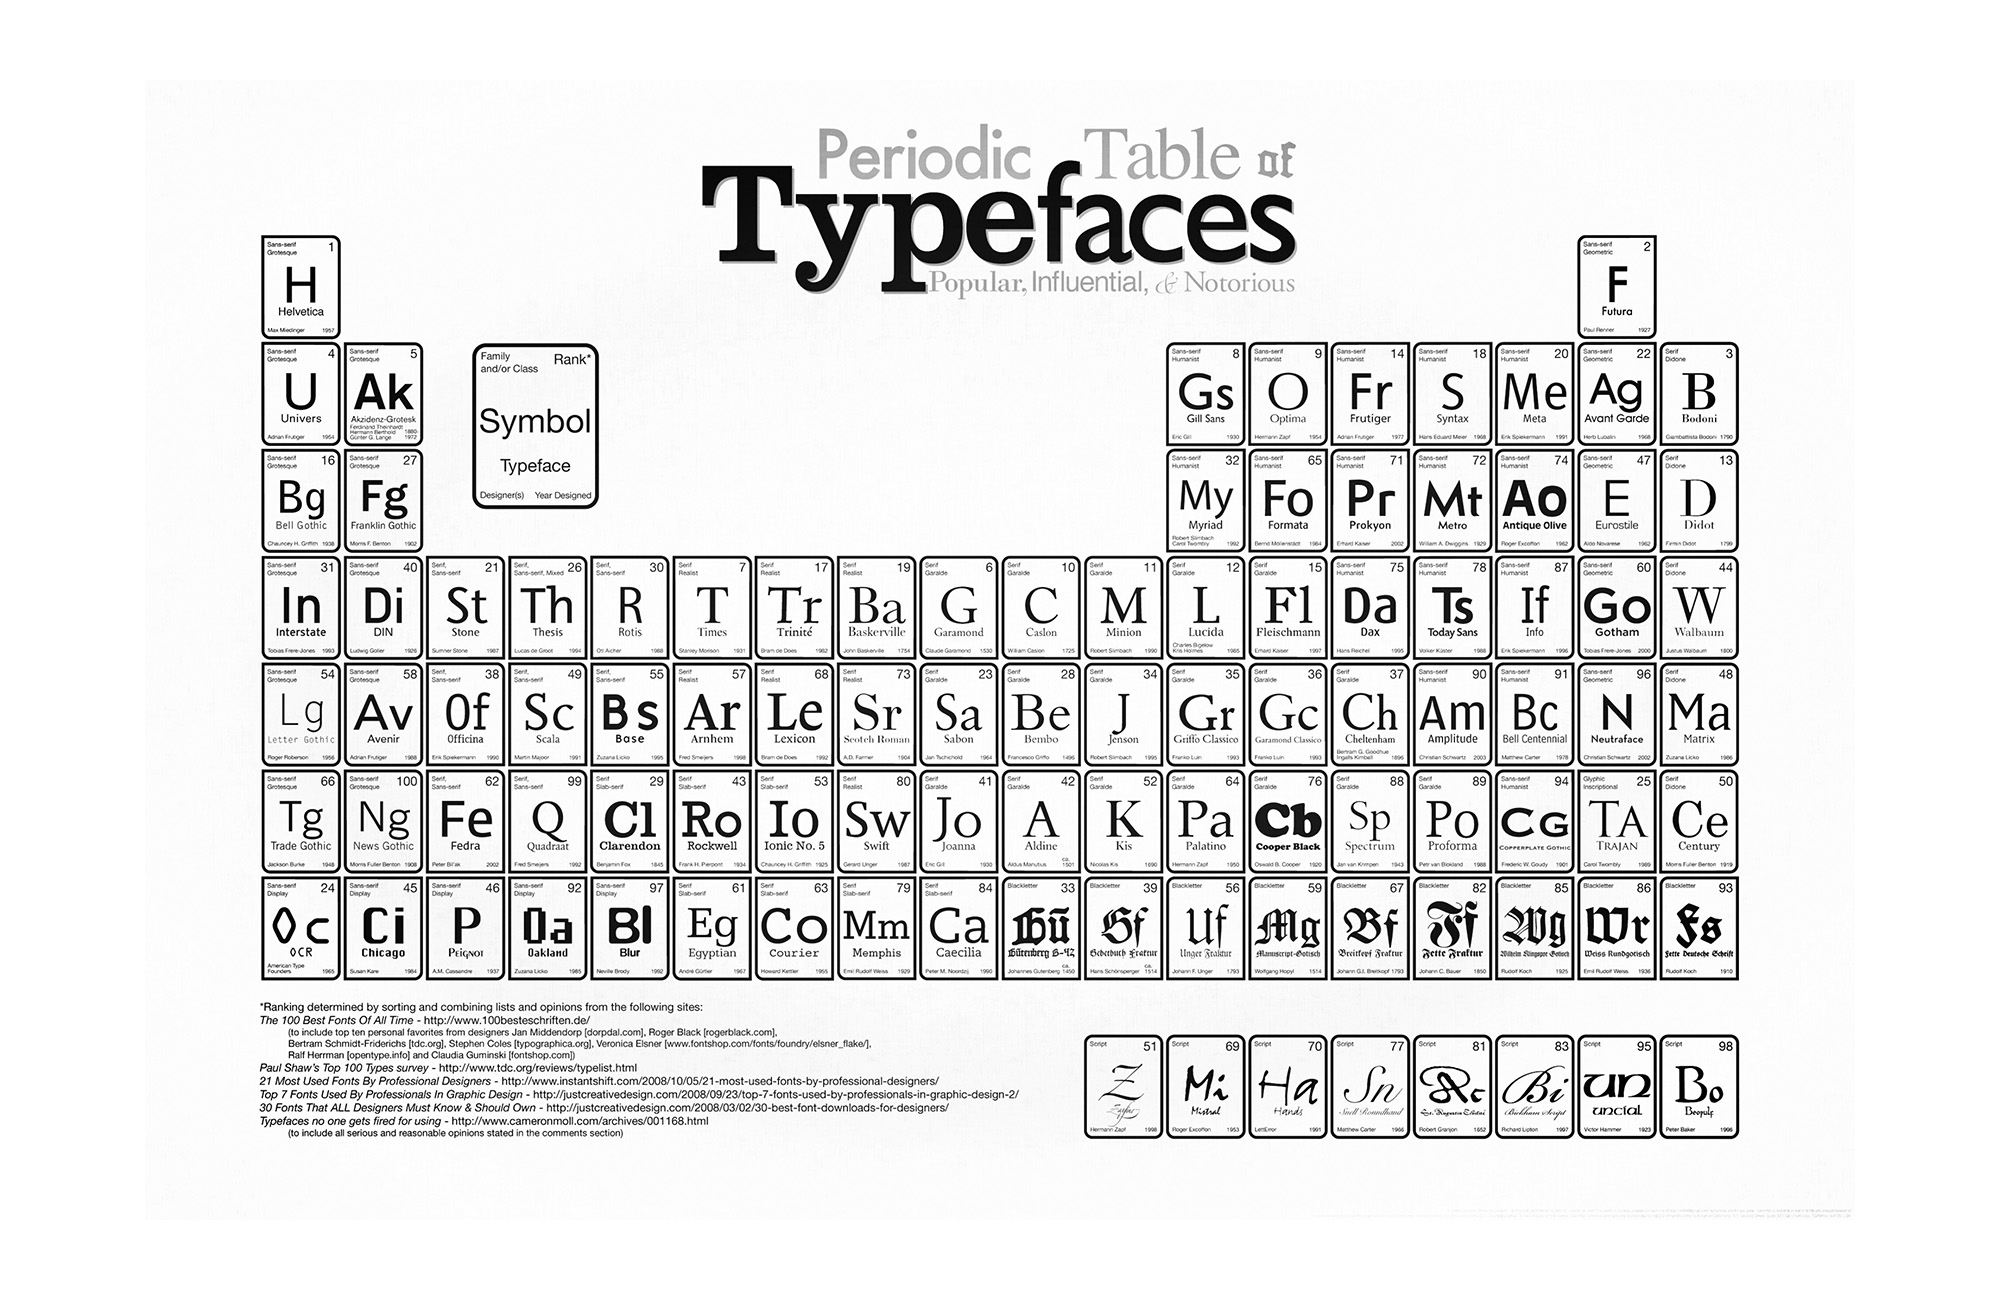 Periodic Table of
Typefaces
Popular, Influential, & Notorious
Sans-serif 1
Grotesque
H
Helvetica
Max Miedinger 1957
Sans-serif 2
Geometric
F
Futura
Paul Renner 1927
Sans-serif 4
Grotesque
U
Univers
Adrian Frutiger 1954
Sans-serif 5
Grotesque
Ak
Akzidenz-Grotesk
Ferdinand Theinhardt
Hermann Berthold 1880-
Günter G. Lange 1972
Family Rank*
and/or Class
Symbol
Typeface
Designer(s) Year Designed
Sans-serif 8
Humanist
Gs
Gill Sans
Eric Gill 1930
Sans-serif 9
Humanist
O
Optima
Hermann Zapf 1954
Sans-serif 14
Humanist
Fr
Frutiger
Adrian Frutiger 1977
Sans-serif 18
Humanist
S
Syntax
Hans Eduard Meier 1968
Sans-serif 20
Humanist
Me
Meta
Erik Spiekermann 1991
Sans-serif 22
Geometric
Ag
Avant Garde
Herb Lubalin 1968
Serif 3
Didone
B
Bodoni
Giambattista Bodoni 1790
Sans-serif 16
Grotesque
Bg
Bell Gothic
Chauncey H. Griffith 1938
Sans-serif 27
Grotesque
Fg
Franklin Gothic
Morris F. Benton 1902
Sans-serif 32
Humanist
My
Myriad
Robert Slimbach
Carol Twombly 1992
Sans-serif 65
Humanist
Fo
Formata
Bernd Möllenstädt 1984
Sans-serif 71
Humanist
Pr
Prokyon
Erhard Kaiser 2002
Sans-serif 72
Humanist
Mt
Metro
William A. Dwiggins 1929
Sans-serif 74
Humanist
Ao
Antique Olive
Roger Excoffon 1962
Sans-serif 47
Geometric
E
Eurostile
Aldo Novarese 1962
Serif 13
Didone
D
Didot
Firmin Didot 1799
Sans-serif 31
Grotesque
In
Interstate
Tobias Frere-Jones 1993
Sans-serif 40
Grotesque
Di
DIN
Ludwig Goller 1926
Serif, 21
Sans-serif
St
Stone
Sumner Stone 1987
Serif, 26
Sans-serif, Mixed
Th
Thesis
Lucas de Groot 1994
Serif, 30
Sans-serif
R
Rotis
Otl Aicher 1988
Serif 7
Realist
T
Times
Stanley Morison 1931
Serif 17
Realist
Tr
Trinité
Bram de Does 1982
Serif 19
Realist
Ba
Baskerville
John Baskerville 1754
Serif 6
Garalde
G
Garamond
Claude Garamond 1530
Serif 10
Garalde
C
Caslon
William Caslon 1725
Serif 11
Garalde
M
Minion
Robert Slimbach 1990
Serif 12
Garalde
L
Lucida
Charles Bigelow
Kris Holmes 1985
Serif 15
Garalde
Fl
Fleischmann
Erhard Kaiser 1997
Sans-serif 75
Humanist
Da
Dax
Hans Reichel 1995
Sans-serif 78
Humanist
Ts
Today Sans
Volker Küster 1988
Sans-serif 87
Humanist
If
Info
Erik Spiekermann 1996
Sans-serif 60
Geometric
Go
Gotham
Tobias Frere-Jones 2000
Serif 44
Didone
W
Walbaum
Justus Walbaum 1800
Sans-serif 54
Grotesque
Lg
Letter Gothic
Roger Roberson 1956
Sans-serif 58
Grotesque
Av
Avenir
Adrian Frutiger 1988
Serif, 38
Sans-serif
Of
Officina
Erik Spiekermann 1990
Serif, 49
Sans-serif
Sc
Scala
Martin Majoor 1991
Serif, 55
Sans-serif
Bs
Base
Zuzana Licko 1995
Serif 57
Realist
Ar
Arnhem
Fred Smeijers 1998
Serif 68
Realist
Le
Lexicon
Bram de Does 1992
Serif 73
Realist
Sr
Scotch Roman
A.D. Farmer 1904
Serif 23
Garalde
Sa
Sabon
Jan Tschichold 1964
Serif 28
Garalde
Be
Bembo
Francesco Griffo 1496
Serif 34
Garalde
J
Jenson
Robert Slimbach 1995
Serif 35
Garalde
Gr
Griffo Classico
Franko Luin 1993
Serif 36
Garalde
Gc
Garamond Classico
Franko Luin 1993
Serif 37
Garalde
Ch
Cheltenham
Bertram G. Goodhue
Ingalls Kimball 1896
Sans-serif 90
Humanist
Am
Amplitude
Christian Schwartz 2003
Sans-serif 91
Humanist
Bc
Bell Centennial
Matthew Carter 1978
Sans-serif 96
Geometric
N
Neutraface
Christian Schwartz 2002
Serif 48
Didone
Ma
Matrix
Zuzana Licko 1986
Sans-serif 66
Grotesque
Tg
Trade Gothic
Jackson Burke 1948
Sans-serif 100
Grotesque
Ng
News Gothic
Morris Fuller Benton 1908
Serif, 62
Sans-serif
Fe
Fedra
Peter Bil'ak 2002
Serif, 99
Sans-serif
Q
Quadraat
Fred Smeijers 1992
Serif 29
Slab-serif
Cl
Clarendon
Benjamin Fox 1845
Serif 43
Slab-serif
Ro
Rockwell
Frank H. Pierpont 1934
Serif 53
Slab-serif
Io
Ionic No. 5
Chauncey H. Griffith 1925
Serif 80
Realist
Sw
Swift
Gerard Unger 1987
Serif 41
Garalde
Jo
Joanna
Eric Gill 1930
Serif 42
Garalde
A
Aldine
ca.
Aldus Manutius 1501
Serif 52
Garalde
K
Kis
Nicolas Kis 1690
Serif 64
Garalde
Pa
Palatino
Hermann Zapf 1950
Serif 76
Garalde
Cb
Cooper Black
Oswald B. Cooper 1920
Serif 88
Garalde
Sp
Spectrum
Jan van Krimpen 1943
Serif 89
Garalde
Po
Proforma
Petr van Blokland 1988
Sans-serif 94
Humanist
CG
COPPERPLATE GOTHIC
Frederic W. Goudy 1901
Glyphic 25
Inscriptional
TA
TRAJAN
Carol Twombly 1989
Serif 50
Didone
Ce
Century
Morris Fuller Benton 1919
Sans-serif 24
Display
Oc
OCR
American Type
Founders 1965
Sans-serif 45
Display
Ci
Chicago
Susan Kare 1984
Sans-serif 46
Display
P
Peignot
A.M. Cassandre 1937
Sans-serif 92
Display
Oa
Oakland
Zuzana Licko 1985
Sans-serif 97
Display
Bl
Blur
Neville Brody 1992
Serif 61
Slab-serif
Eg
Egyptian
André Gürtler 1967
Serif 63
Slab-serif
Co
Courier
Howard Kettler 1955
Serif 79
Slab-serif
Mm
Memphis
Emil Rudolf Weiss 1929
Serif 84
Slab-serif
Ca
Caecilia
Peter M. Noordzij 1990
Blackletter 33
Gü
Gütenberg B-42
ca.
Johannes Gutenberg 1450
Blackletter 39
Gf
Gebetbuch Fraktur
ca.
Hans Schönsperger 1514
Blackletter 56
Uf
Unger Fraktur
Johann F. Unger 1793
Blackletter 59
Mg
Manuscript-Gotisch
Wolfgang Hopyl 1514
Blackletter 67
Bf
Breitkopf Fraktur
Johann G.I. Breitkopf 1793
Blackletter 82
Ff
Fette Fraktur
Johann C. Bauer 1850
Blackletter 85
Wg
Wilhelm Klingspor Gotisch
Rudolf Koch 1925
Blackletter 86
Wr
Weiss Rundgotisch
Emil Rudolf Weiss 1936
Blackletter 93
Fs
Fette Deutsche Schrift
Rudolf Koch 1910
*Ranking determined by sorting and combining lists and opinions from the following sites:
The 100 Best Fonts Of All Time - http://www.100besteschriften.de/
(to include top ten personal favorites from designers Jan Middendorp [dorpdal.com], Roger Black [rogerblack.com],
Bertram Schmidt-Friderichs [tdc.org], Stephen Coles [typographica.org], Veronica Elsner [www.fontshop.com/fonts/foundry/elsner_flake/],
Ralf Herrman [opentype.info] and Claudia Guminski [fontshop.com])
Paul Shaw's Top 100 Types survey - http://www.tdc.org/reviews/typelist.html
21 Most Used Fonts By Professional Designers - http://www.instantshift.com/2008/10/05/21-most-used-fonts-by-professional-designers/
Top 7 Fonts Used By Professionals In Graphic Design - http://justcreativedesign.com/2008/09/23/top-7-fonts-used-by-professionals-in-graphic-design-2/
30 Fonts That ALL Designers Must Know & Should Own - http://justcreativedesign.com/2008/03/02/30-best-font-downloads-for-designers/
Typefaces no one gets fired for using - http://www.cameronmoll.com/archives/001168.html
(to include all serious and reasonable opinions stated in the comments section)
Script 51
Z
Zapfino
Hermann Zapf 1998
Script 69
Mi
Mistral
Roger Excoffon 1953
Script 70
Ha
Hands
LettError 1991
Script 77
Sn
Snell Roundhand
Matthew Carter 1966
Script 81
St. Augustin Civilité
Robert Granjon 1652
Script 83
Bi
Bickham Script
Richard Lipton 1997
Script 95
un
uncial
Victor Hammer 1923
Script 98
Bo
Beowulf
Peter Baker 1996